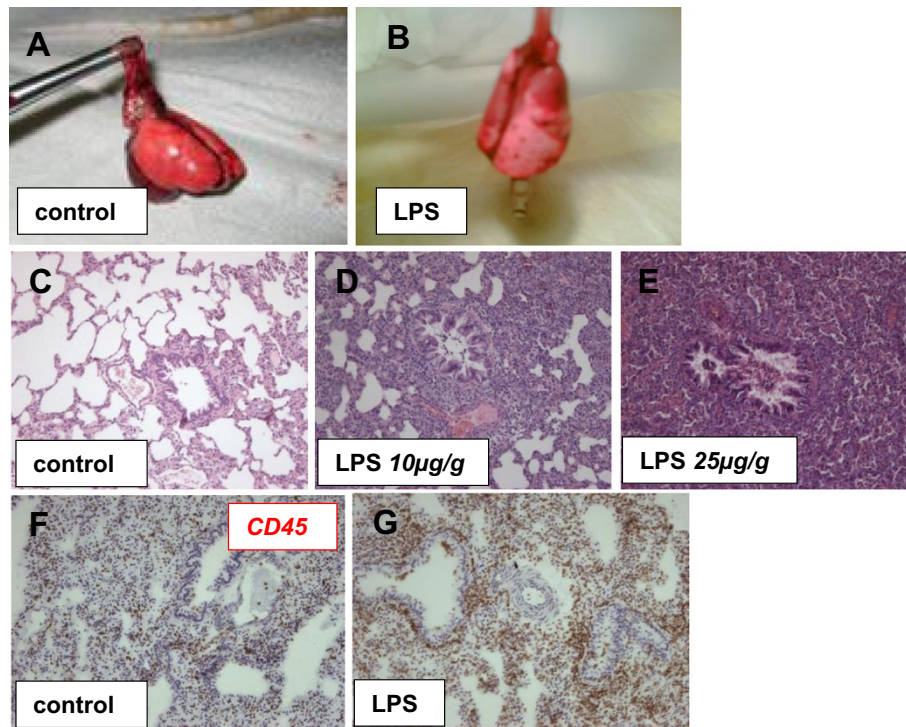 A
B
control
LPS
C
D
E
control
LPS 10µg/g
LPS 25µg/g
F
CD45
G
control
LPS